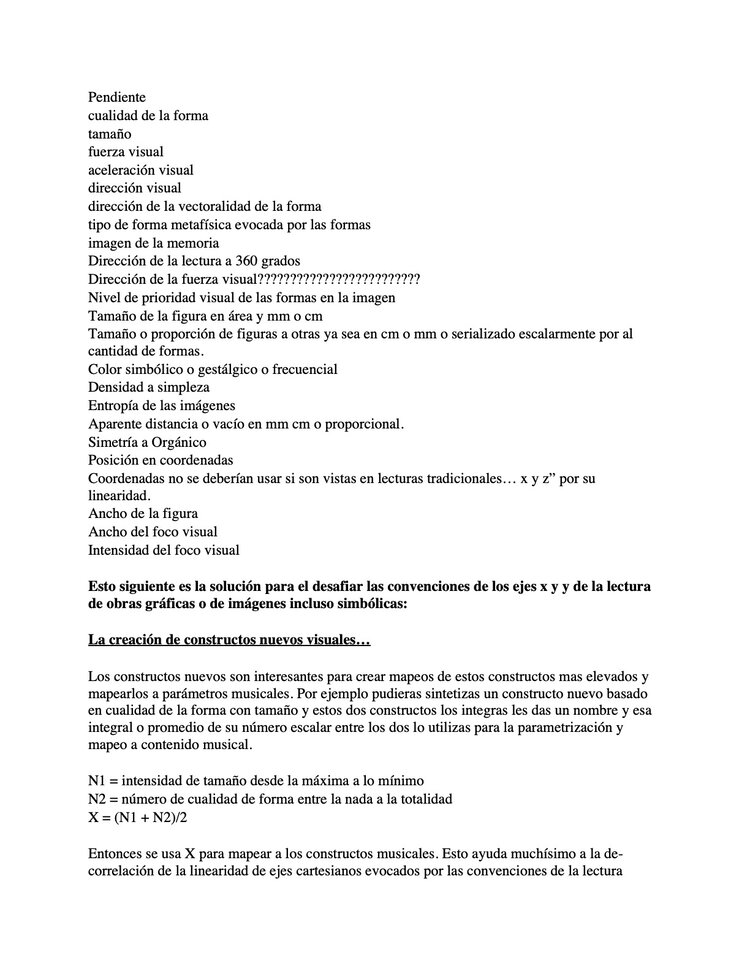 Pendiente
cualidad de la forma
tamaño
fuerza visual
aceleración visual
dirección visual
dirección de la vectoralidad de la forma
tipo de forma metafísica evocada por las formas
imagen de la memoria
Dirección de la lectura a 360 grados
Dirección de la fuerza visual?????????????????????????
Nivel de prioridad visual de las formas en la imagen
Tamaño de la figura en área y mm o cm
Tamaño o proporción de figuras a otras ya sea en cm o mm o serializado escalarmente por al
cantidad de formas.
Color simbólico o gestálgico o frecuencial
Densidad a simpleza
Entropía de las imágenes
Aparente distancia o vacío en mm cm o proporcional.
Simetría a Orgánico
Posición en coordenadas
Coordenadas no se deberían usar si son vistas en lecturas tradicionales… x y z” por su
linearidad.
Ancho de la figura
Ancho del foco visual
Intensidad del foco visual
Esto siguiente es la solución para el desafiar las convenciones de los ejes x y y de la lectura
de obras gráficas o de imágenes incluso simbólicas:
La creación de constructos nuevos visuales…
Los constructos nuevos son interesantes para crear mapeos de estos constructos mas elevados y
mapearlos a parámetros musicales. Por ejemplo pudieras sintetizas un constructo nuevo basado
en cualidad de la forma con tamaño y estos dos constructos los integras les das un nombre y esa
integral o promedio de su número escalar entre los dos lo utilizas para la parametrización y
mapeo a contenido musical.
N1 = intensidad de tamaño desde la máxima a lo mínimo
N2 = número de cualidad de forma entre la nada a la totalidad
X = (N1 + N2)/2
Entonces se usa X para mapear a los constructos musicales. Esto ayuda muchísimo a la de-
correlación de la linearidad de ejes cartesianos evocados por las convenciones de la lectura